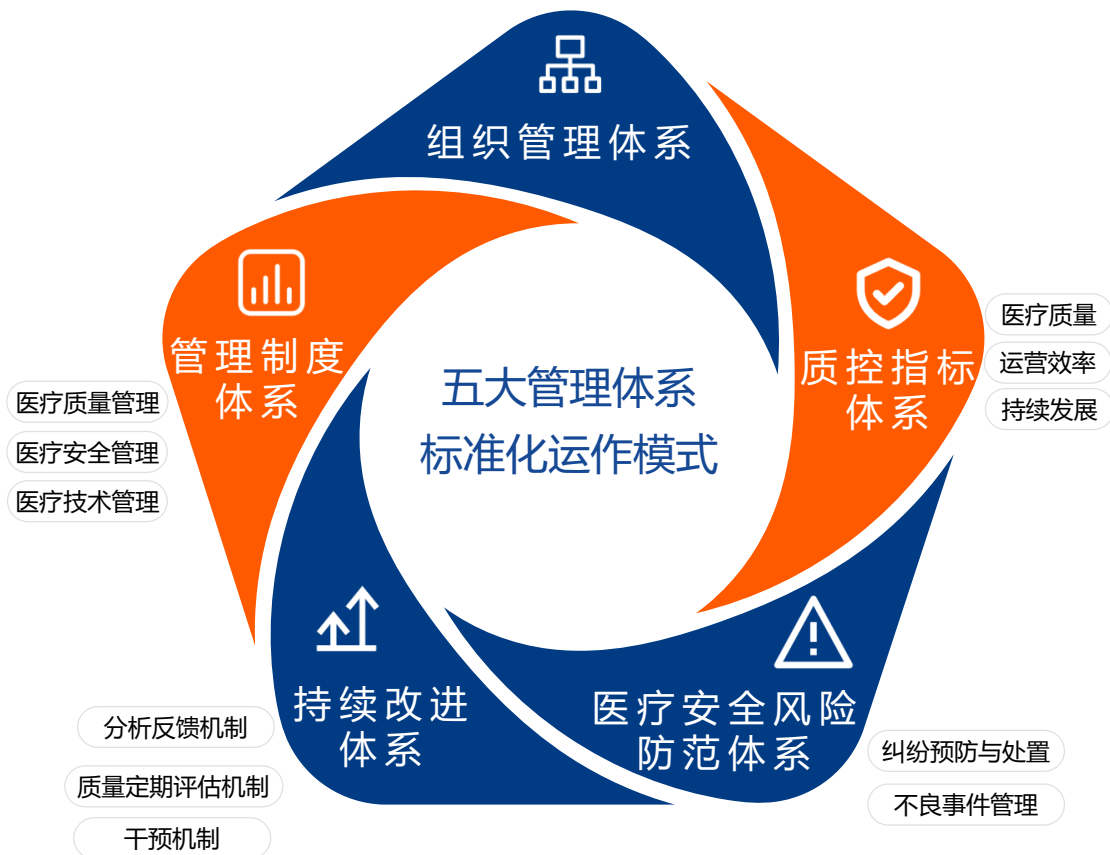 组织管理体系
质控指标
体系
医疗质量
运营效率
持续发展
管理制度
体系
医疗质量管理
医疗安全管理
医疗技术管理
五大管理体系
标准化运作模式
持续改进
体系
分析反馈机制
质量定期评估机制
干预机制
医疗安全风险
防范体系
纠纷预防与处置
不良事件管理